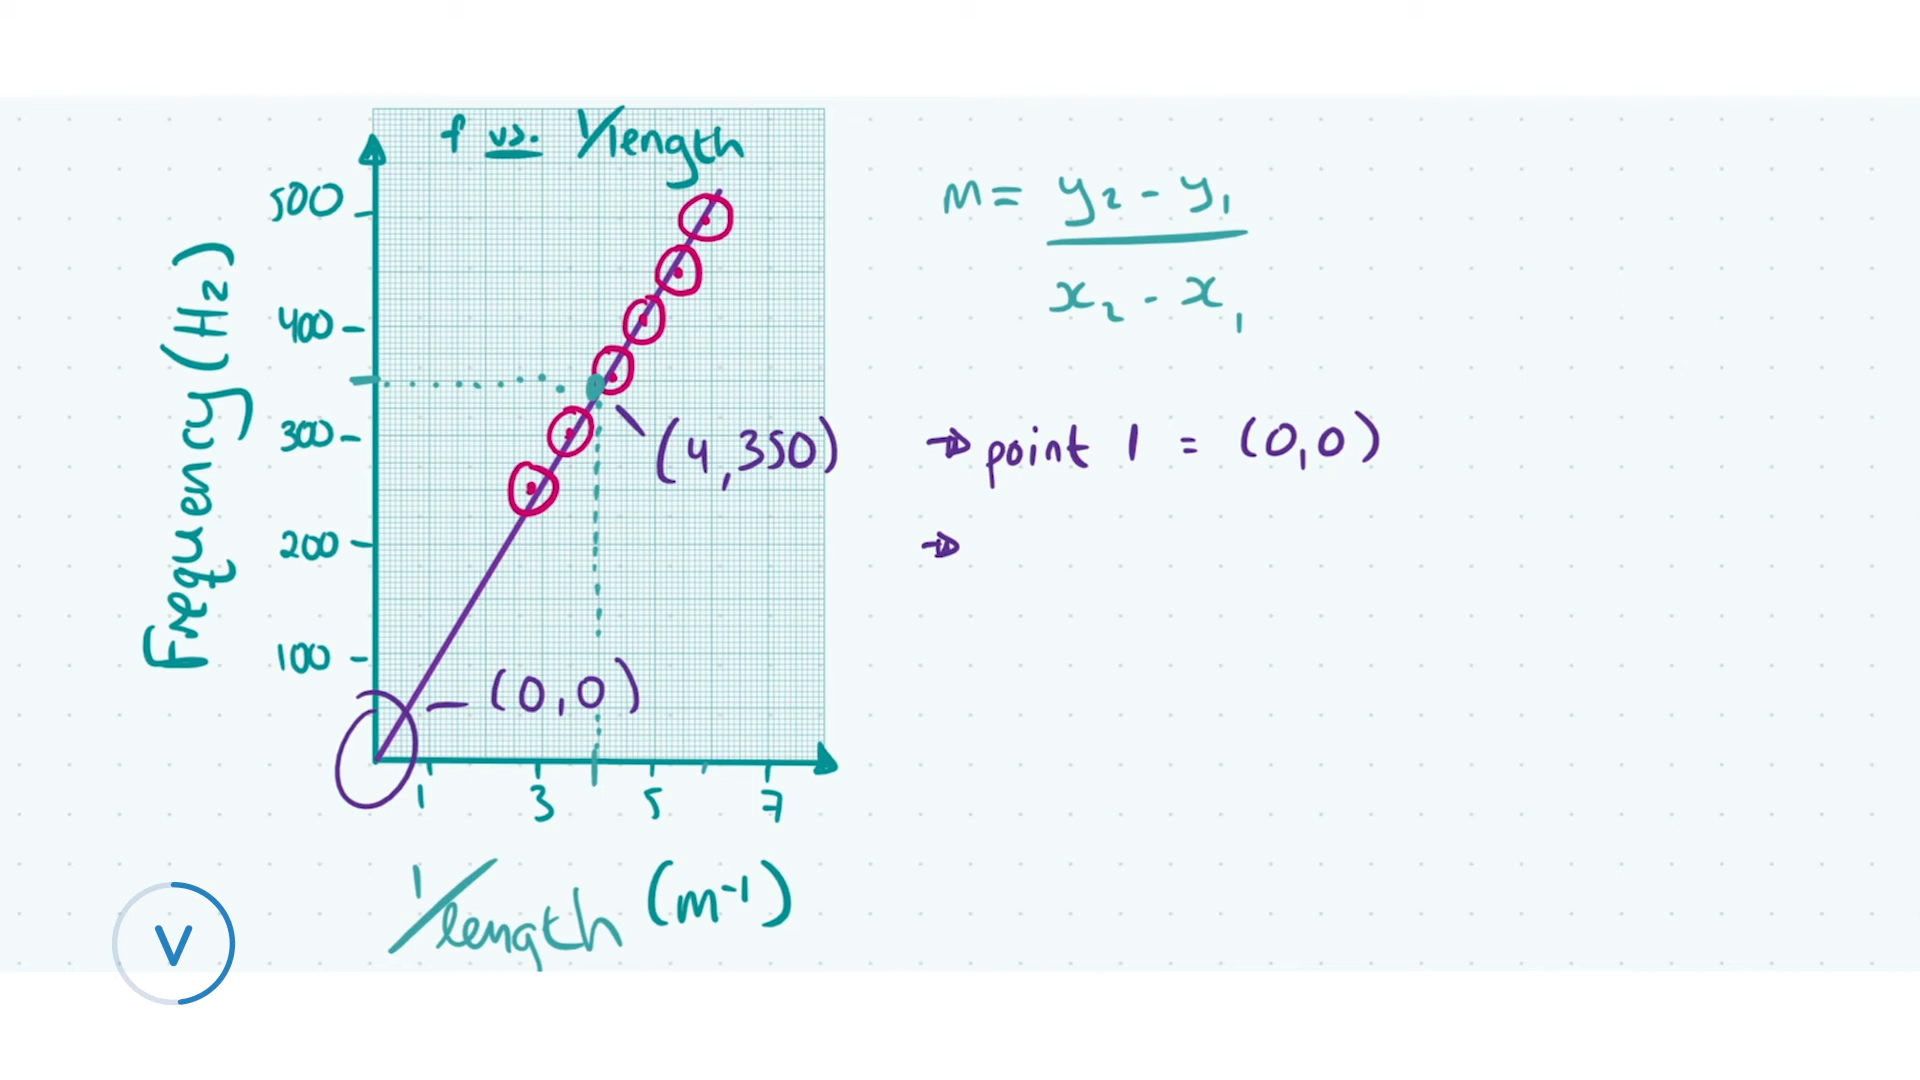 f vs. 1/length
500
400
300
200
100
Frequency (Hz)
(4,350)
(0,0)
1 3 5 7
1/length (m⁻¹)
m = y₂ - y₁
x₂ - x₁
→ point 1 = (0,0)
→
V